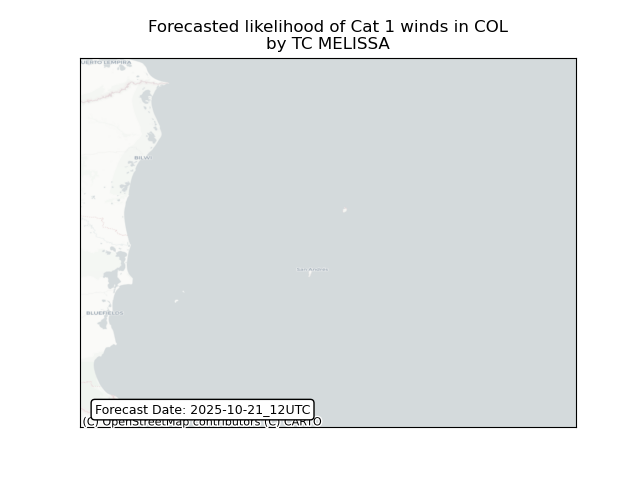 Forecasted likelihood of Cat 1 winds in COL
by TC MELISSA
PUERTO LEMPIRA
BILWI
San Andrés
BLUEFIELDS
Forecast Date: 2025-10-21_12UTC
(C) OpenStreetMap contributors (C) CARTO